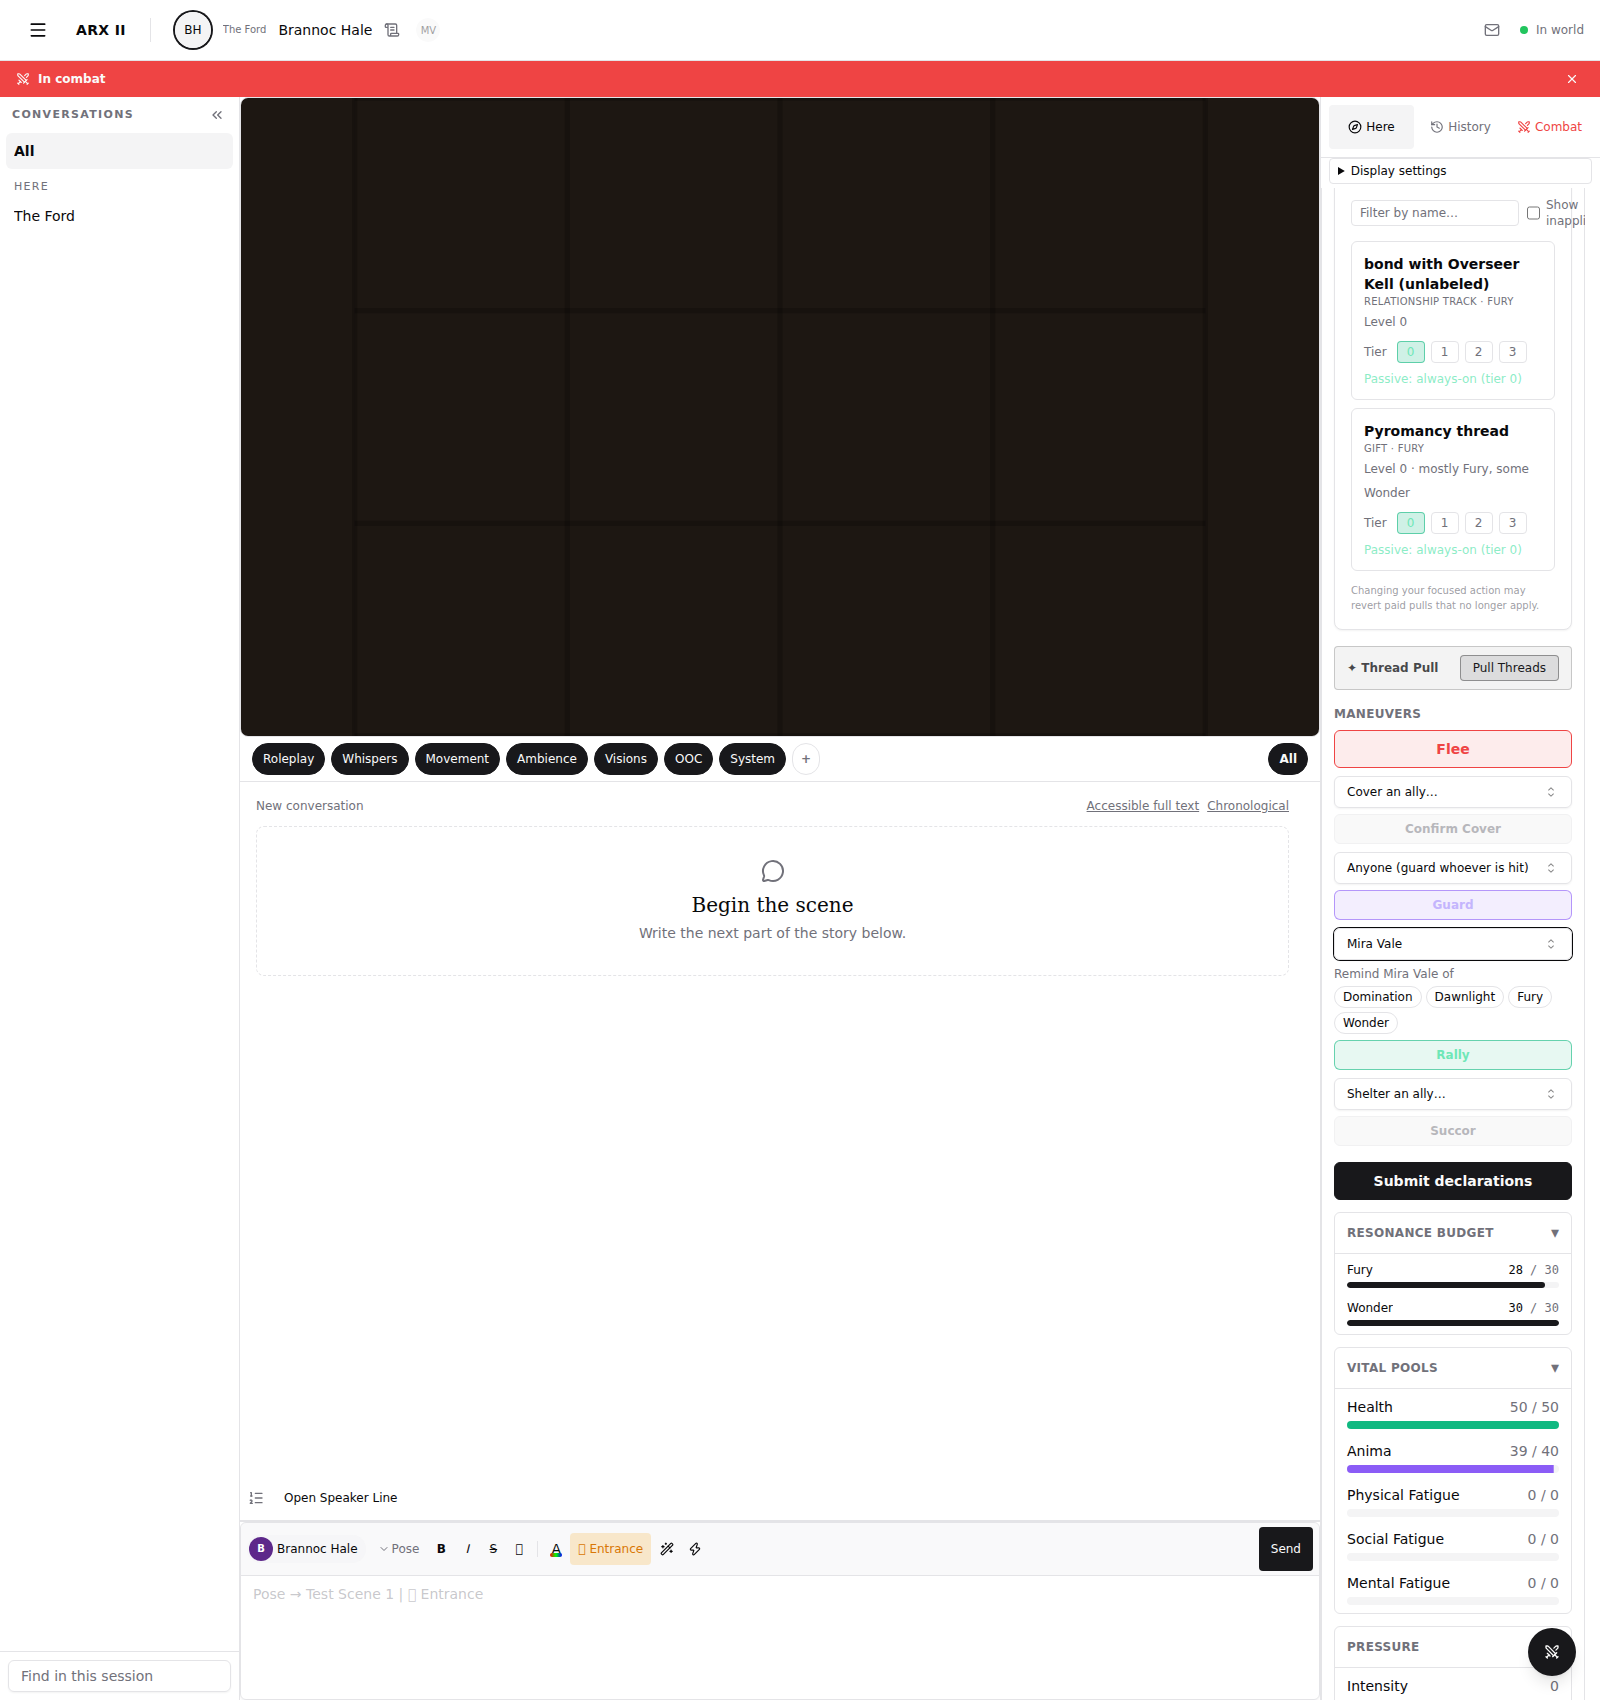 ARX II
BH
The Ford
Brannoc Hale
MV
In world
In combat
CONVERSATIONS
All
HERE
The Ford
Find in this session
Roleplay
Whispers
Movement
Ambience
Visions
OOC
System
+
All
New conversation
Accessible full text
Chronological
Begin the scene
Write the next part of the story below.
Open Speaker Line
B
Brannoc Hale
Pose
B
I
S
A
Entrance
Send
Pose → Test Scene 1 | Entrance
Here
History
Combat
Display settings
Filter by name...
Show
bond with Overseer
Kell (unlabeled)
RELATIONSHIP TRACK · FURY
Level 0
Tier 0 1 2 3
Passive: always-on (tier 0)
Pyromancy thread
GIFT · FURY
Level 0 · mostly Fury, some
Wonder
Tier 0 1 2 3
Passive: always-on (tier 0)
Changing your focused action may
revert paid pulls that no longer apply.
✦ Thread Pull
Pull Threads
MANEUVERS
Flee
Cover an ally...
Confirm Cover
Anyone (guard whoever is hit)
Guard
Mira Vale
Remind Mira Vale of
Domination
Dawnlight
Fury
Wonder
Rally
Shelter an ally...
Succor
Submit declarations
RESONANCE BUDGET ▼
Fury 28 / 30
Wonder 30 / 30
VITAL POOLS ▼
Health 50 / 50
Anima 39 / 40
Physical Fatigue 0 / 0
Social Fatigue 0 / 0
Mental Fatigue 0 / 0
PRESSURE
Intensity 0